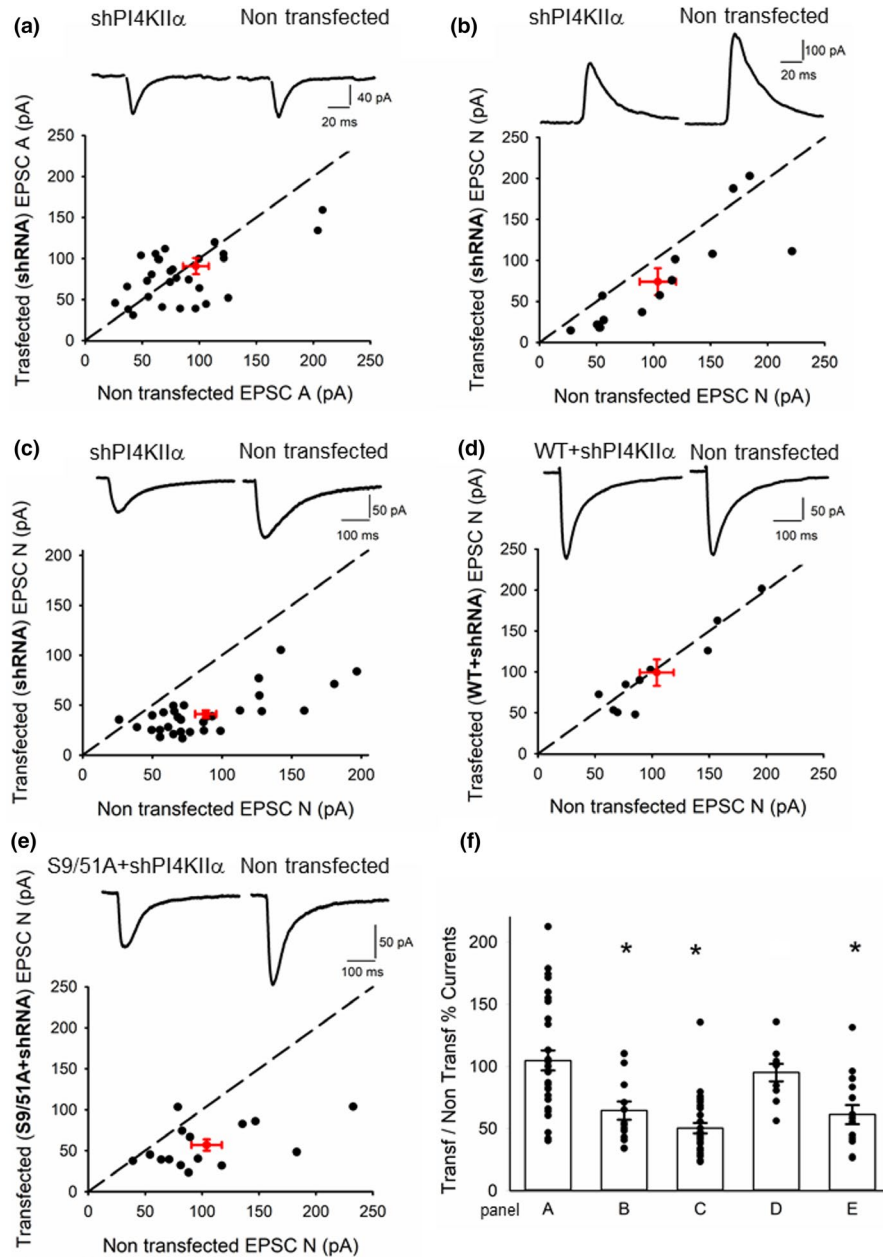 (a)
shPI4KIIα Non transfected
40 pA
20 ms
Trasfected (shRNA) EPSC A (pA)
250
200
150
100
50
0
0 50 100 150 200 250
Non transfected EPSC A (pA)
(b)
shPI4KIIα Non transfected
100 pA
20 ms
Transfected (shRNA) EPSC N (pA)
250
200
150
100
50
0
0 50 100 150 200 250
Non transfected EPSC N (pA)
(c)
shPI4KIIα Non transfected
50 pA
100 ms
Transfected (shRNA) EPSC N (pA)
200
150
100
50
0
0 50 100 150 200
Non transfected EPSC N (pA)
(d)
WT+shPI4KIIα Non transfected
50 pA
100 ms
Trasfected (WT+shRNA) EPSC N (pA)
250
200
150
100
50
0
0 50 100 150 200 250
Non transfected EPSC N (pA)
(e)
S9/51A+shPI4KIIα Non transfected
50 pA
100 ms
Transfected (S9/51A+shRNA) EPSC N (pA)
250
200
150
100
50
0
0 50 100 150 200 250
Non transfected EPSC N (pA)
(f)
Transf / Non Transf % Currents
200
150
100
50
0
* * *
panel A B C D E